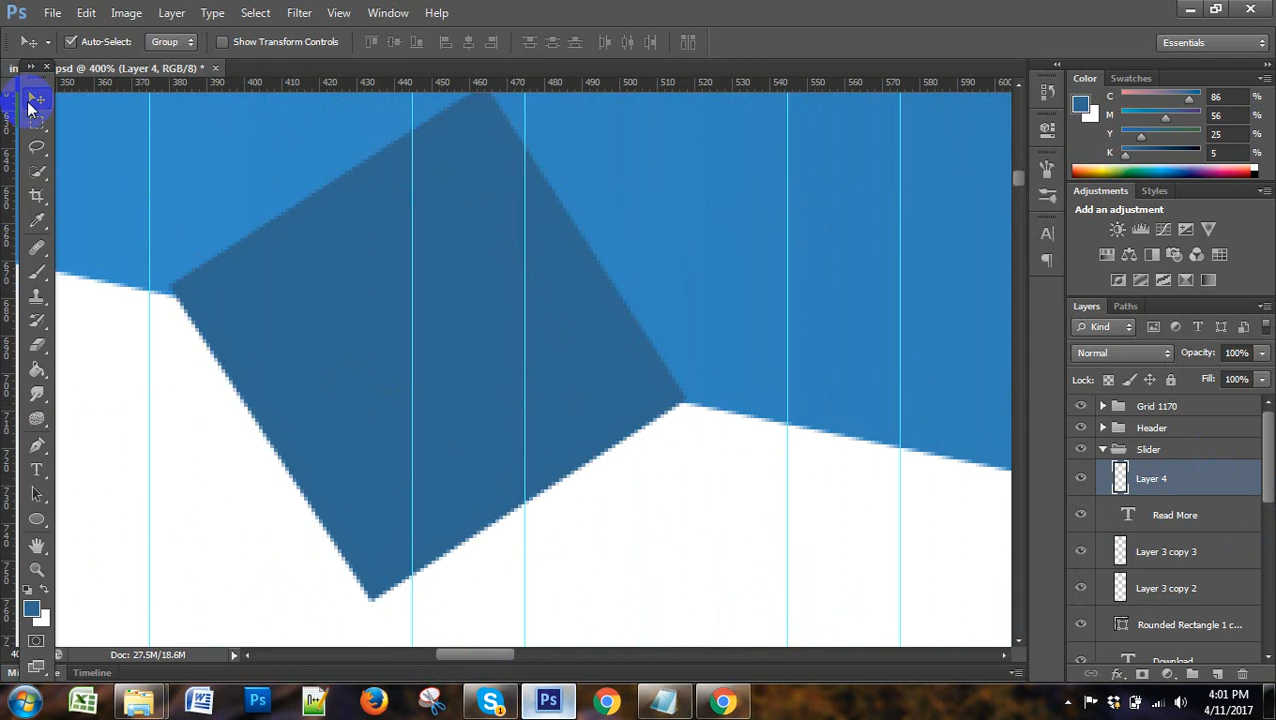 Ps File Edit Image Layer Type Select Filter 3D View Window Help
Auto-Select: Group Show Transform Controls Essentials
psd @ 400% (Layer 4, RGB/8) * ×
350 360 370 380 390 400 410 420 430 440 450 460 470 480 490 500 510 520 530 540 550 560 570 580 590 600
Color Swatches
C 86 %
M 56 %
Y 25 %
K 5 %
Adjustments Styles
Add an adjustment
Layers Paths
Kind
Normal Opacity: 100%
Lock: Fill: 100%
Grid 1170
Header
Slider
Layer 4
T Read More
Layer 3 copy 3
Layer 3 copy 2
Rounded Rectangle 1 c...
Download
Doc: 27.5M/18.6M
Timeline
4:01 PM
4/11/2017